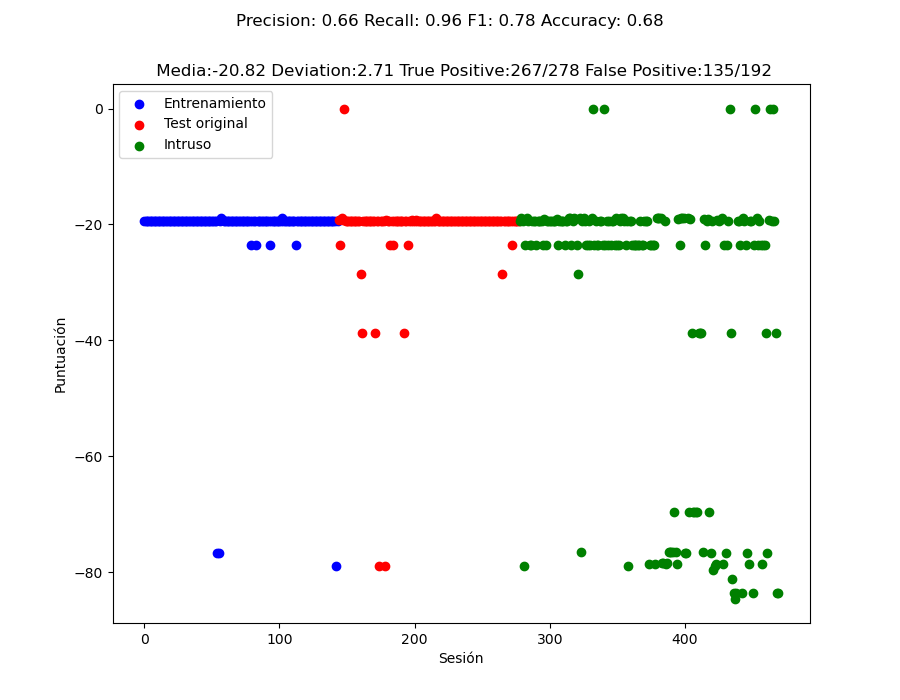 Precision: 0.66 Recall: 0.96 F1: 0.78 Accuracy: 0.68
Media:-20.82 Deviation:2.71 True Positive:267/278 False Positive:135/192
Entrenamiento
Test original
Intruso
0
−20
−40
−60
−80
Puntuación
0 100 200 300 400
Sesión